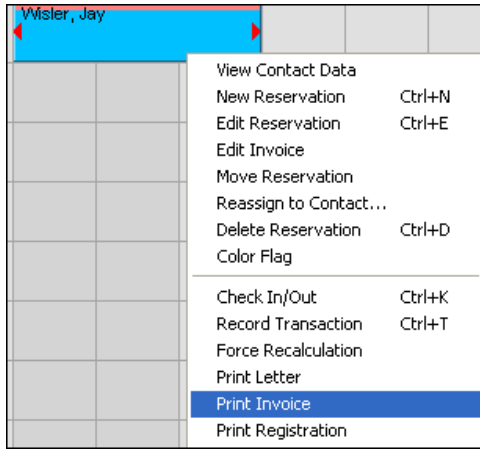 Wisler, Jay
View Contact Data
New Reservation Ctrl+N
Edit Reservation Ctrl+E
Edit Invoice
Move Reservation
Reassign to Contact...
Delete Reservation Ctrl+D
Color Flag
Check In/Out Ctrl+K
Record Transaction Ctrl+T
Force Recalculation
Print Letter
Print Invoice
Print Registration